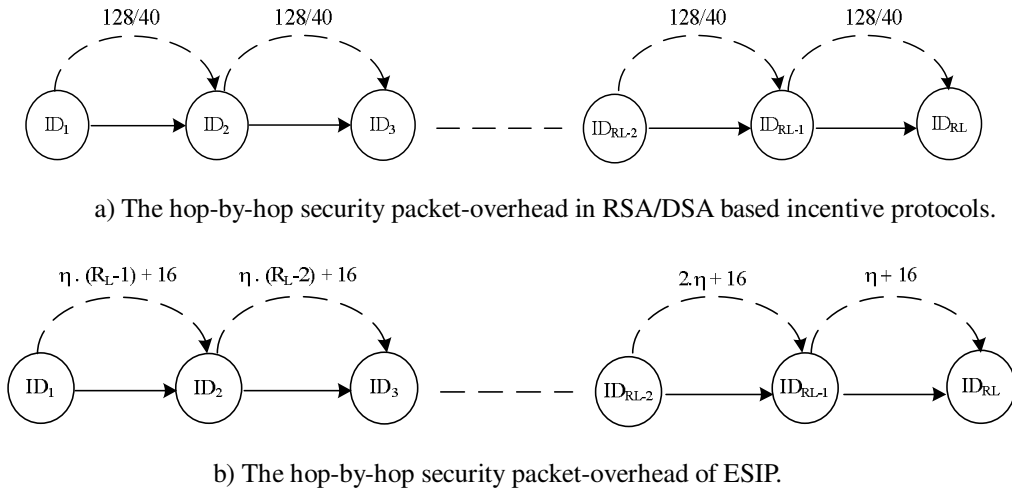 128/40 128/40 128/40 128/40
ID1 ID2 ID3 IDRL-2 IDRL-1 IDRL
a) The hop-by-hop security packet-overhead in RSA/DSA based incentive protocols.
η . (RL-1) + 16 η . (RL-2) + 16 2.η + 16 η + 16
ID1 ID2 ID3 IDRL-2 IDRL-1 IDRL
b) The hop-by-hop security packet-overhead of ESIP.